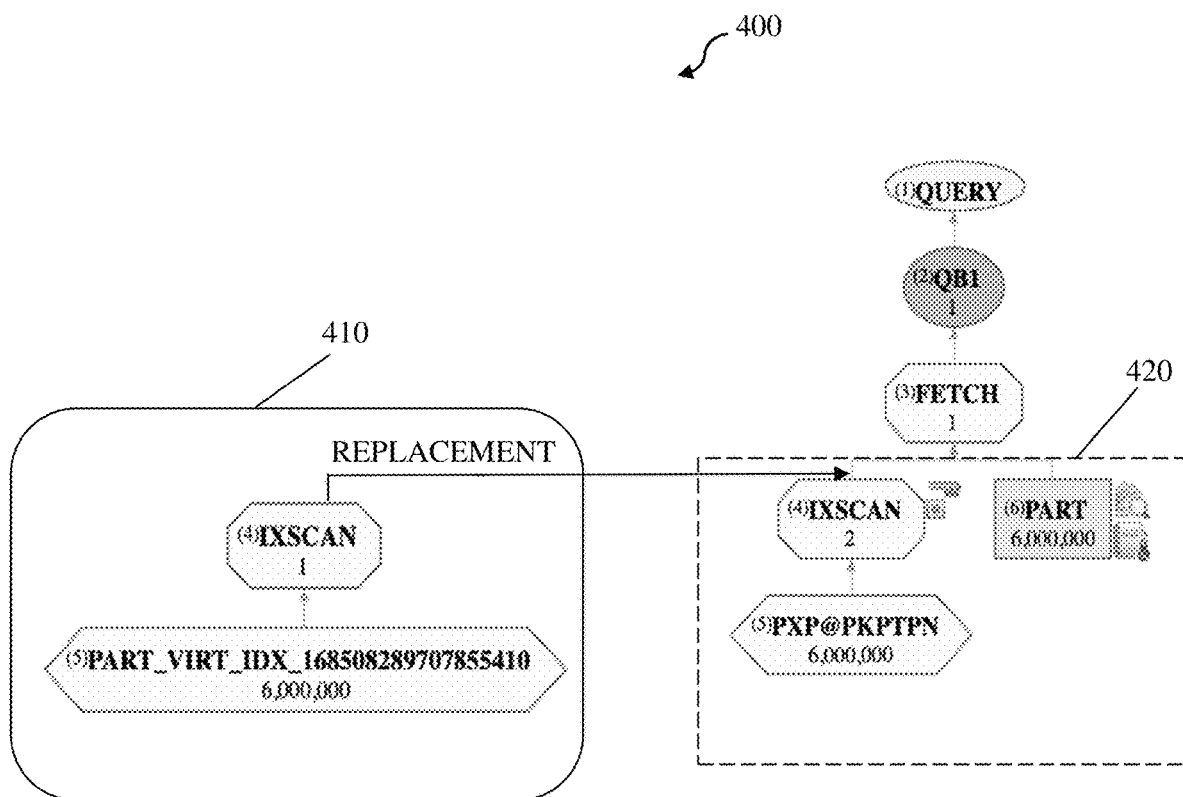 400
(1)QUERY
(2)QB1
1
410
(3)FETCH
1
420
REPLACEMENT
(4)IXSCAN
1
(4)IXSCAN
2
(6)PART
6,000,000
(5)PART_VIRT_IDX_168508289707855410
6,000,000
(5)PXP@PKPTPN
6,000,000